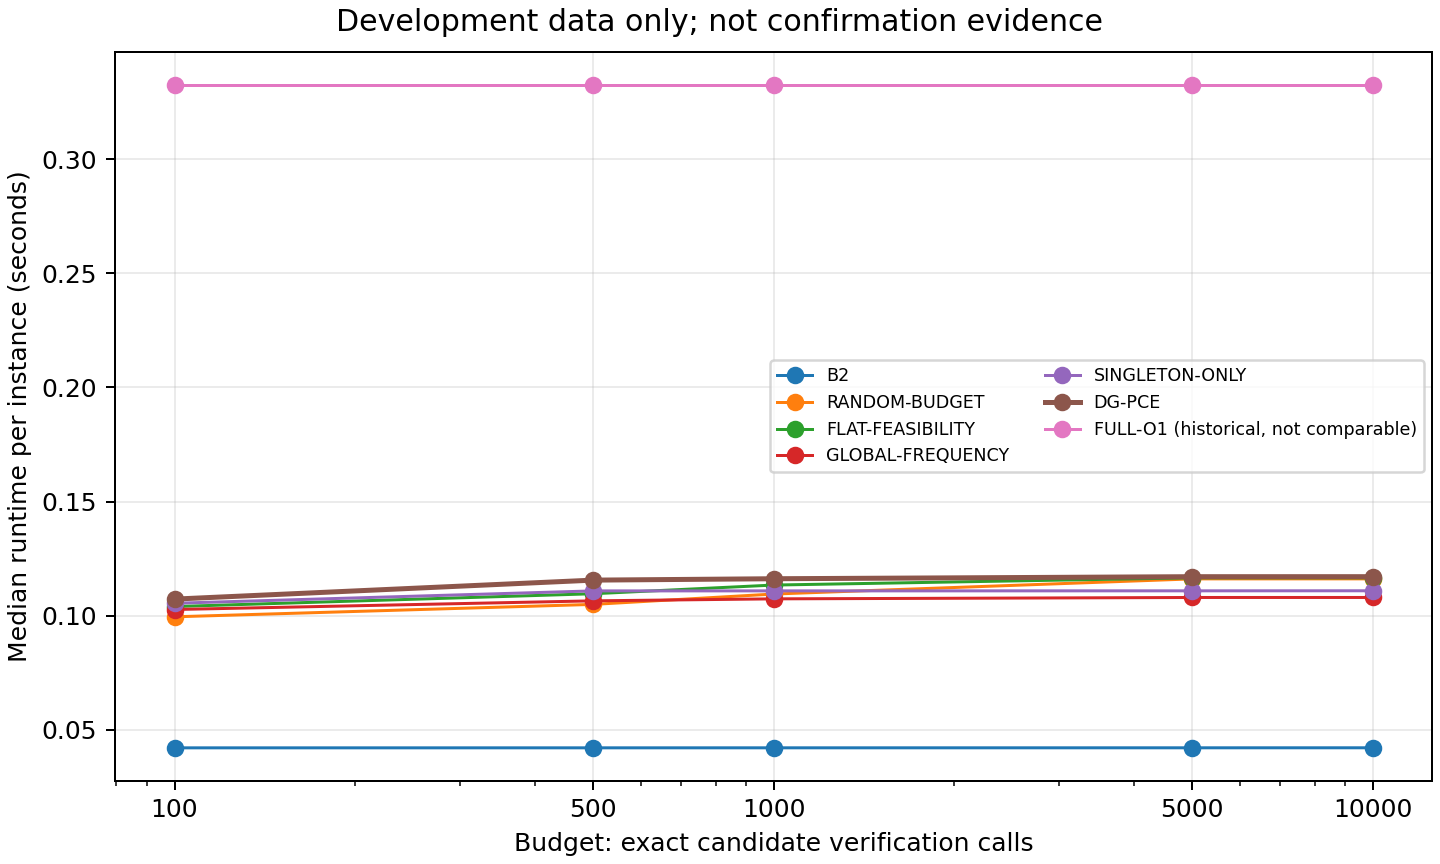 Development data only; not confirmation evidence
Median runtime per instance (seconds)
0.30
0.25
0.20
0.15
0.10
0.05
B2
RANDOM-BUDGET
FLAT-FEASIBILITY
GLOBAL-FREQUENCY
SINGLETON-ONLY
DG-PCE
FULL-O1 (historical, not comparable)
100 500 1000 5000 10000
Budget: exact candidate verification calls